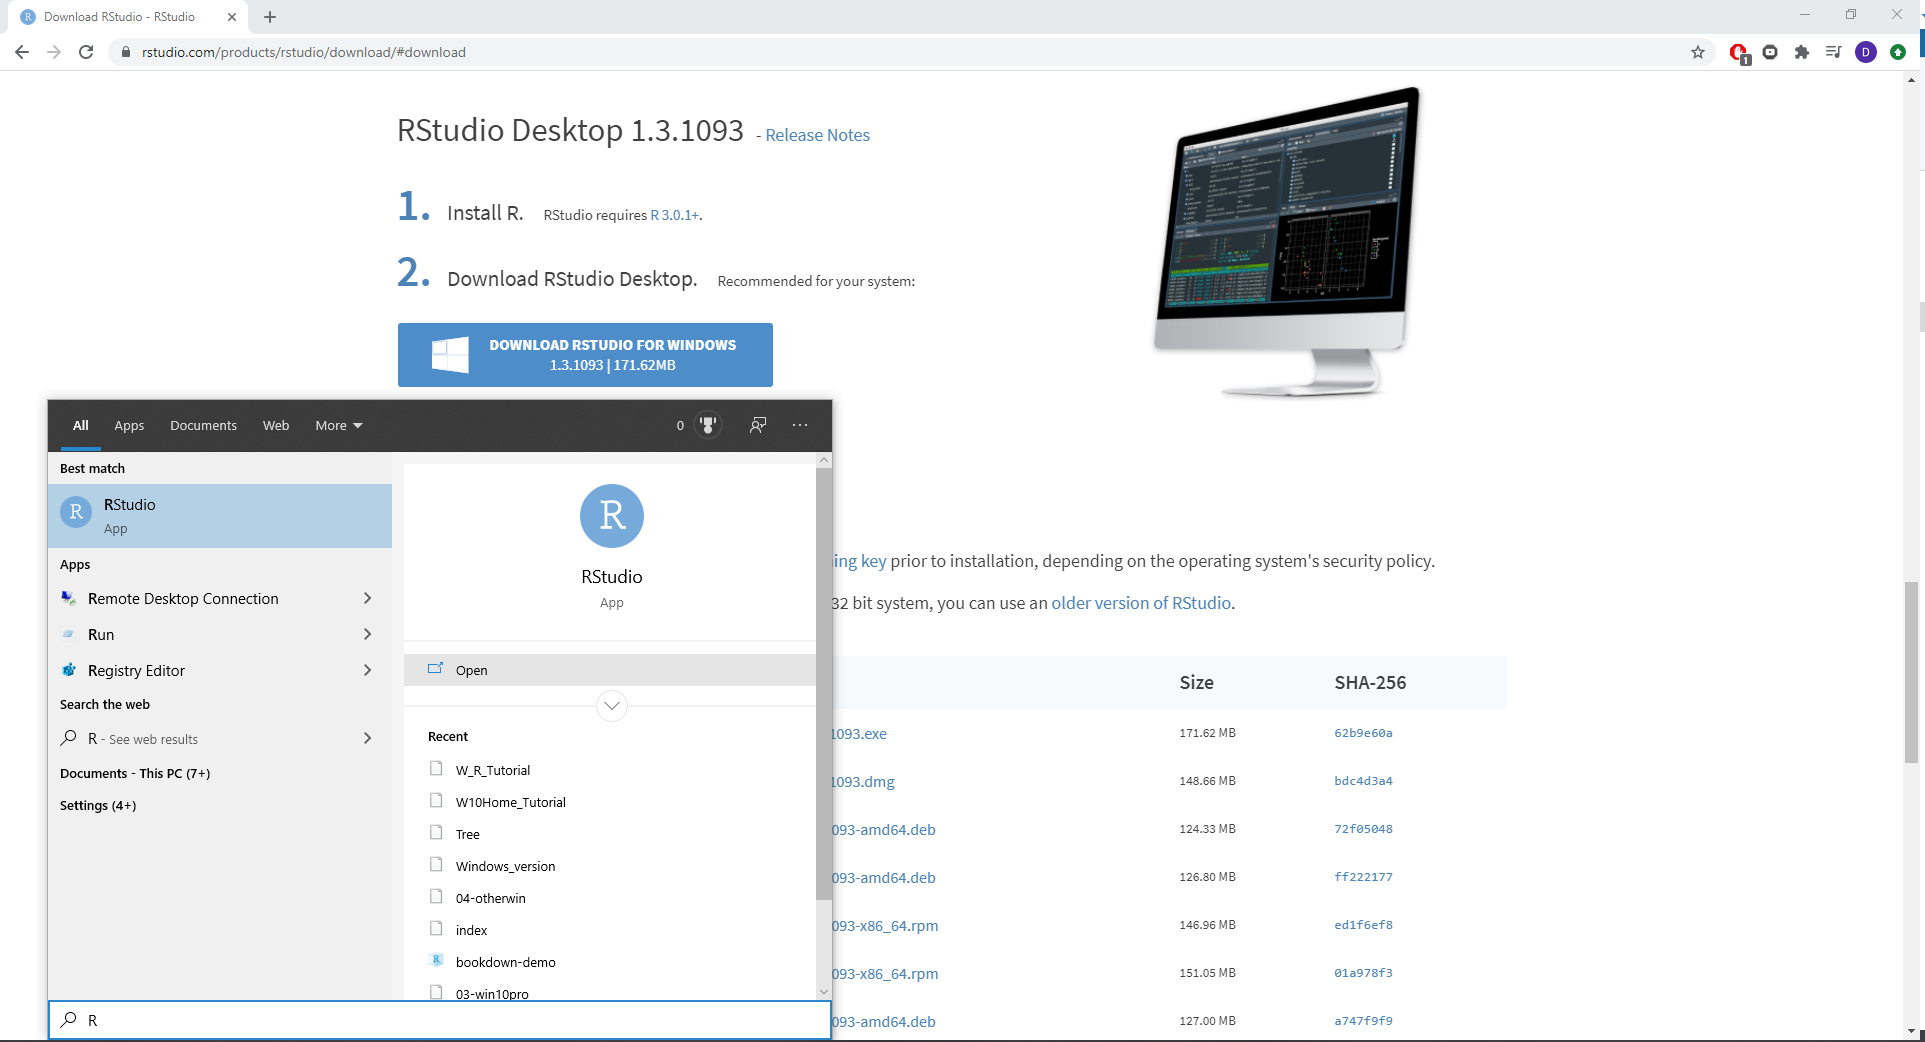 Download RStudio - RStudio
rstudio.com/products/rstudio/download/#download
1
D
RStudio Desktop 1.3.1093 - Release Notes
1. Install R. RStudio requires R 3.0.1+.
2. Download RStudio Desktop. Recommended for your system:
DOWNLOAD RSTUDIO FOR WINDOWS
1.3.1093 | 171.62MB
All Apps Documents Web More 0
Best match
R RStudio
App
Apps
Remote Desktop Connection
Run
Registry Editor
Search the web
R - See web results
Documents - This PC (7+)
Settings (4+)
R
RStudio
App
Open
Recent
W_R_Tutorial
W10Home_Tutorial
Tree
Windows_version
04-otherwin
index
bookdown-demo
03-win10pro
R
ing key prior to installation, depending on the operating system's security policy.
32 bit system, you can use an older version of RStudio.
Size SHA-256
1093.exe 171.62 MB 62b9e60a
1093.dmg 148.66 MB bdc4d3a4
093-amd64.deb 124.33 MB 72f05048
093-amd64.deb 126.80 MB ff222177
093-x86_64.rpm 146.96 MB ed1f6ef8
093-x86_64.rpm 151.05 MB 01a978f3
093-amd64.deb 127.00 MB a747f9f9